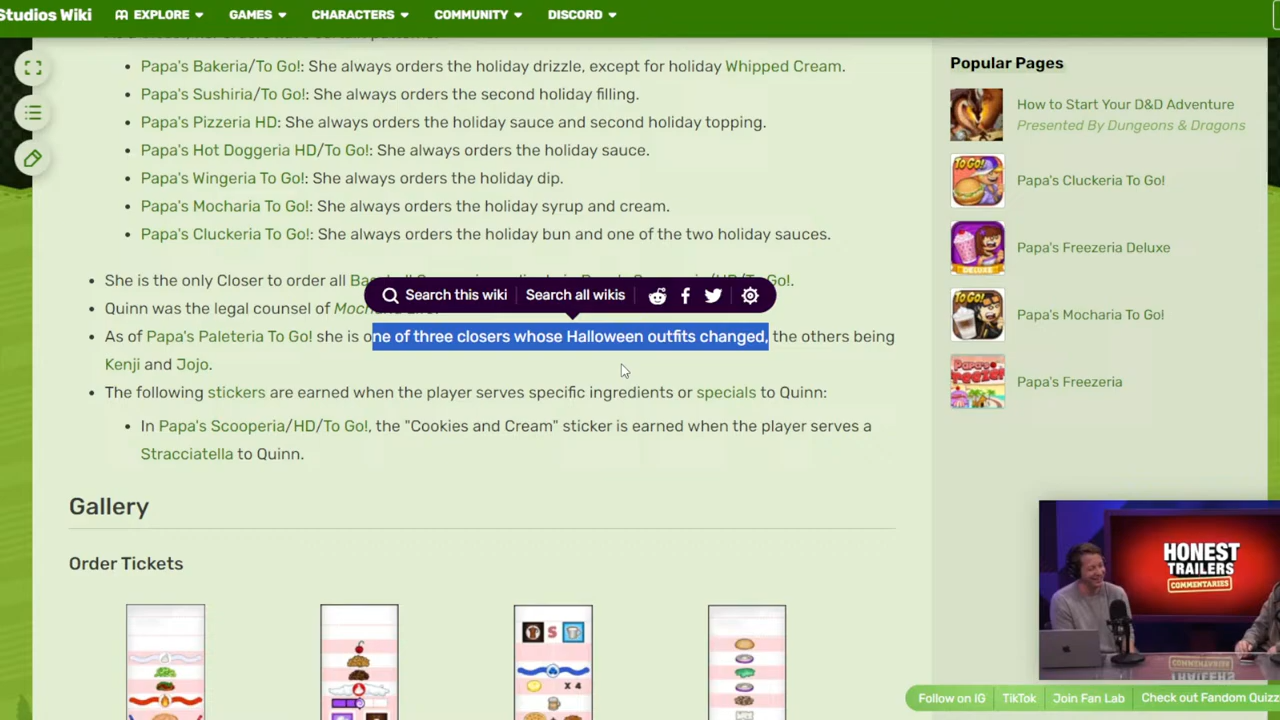 Studios Wiki
EXPLORE
GAMES
CHARACTERS
COMMUNITY
DISCORD
Papa's Bakeria/To Go!: She always orders the holiday drizzle, except for holiday Whipped Cream.
Papa's Sushiria/To Go!: She always orders the second holiday filling.
Papa's Pizzeria HD: She always orders the holiday sauce and second holiday topping.
Papa's Hot Doggeria HD/To Go!: She always orders the holiday sauce.
Papa's Wingeria To Go!: She always orders the holiday dip.
Papa's Mocharia To Go!: She always orders the holiday syrup and cream.
Papa's Cluckeria To Go!: She always orders the holiday bun and one of the two holiday sauces.
She is the only Closer to order all
Search this wiki
Search all wikis
Quinn was the legal counsel of
As of Papa's Paleteria To Go! she is one of three closers whose Halloween outfits changed, the others being
Kenji and Jojo.
The following stickers are earned when the player serves specific ingredients or specials to Quinn:
In Papa's Scooperia/HD/To Go!, the "Cookies and Cream" sticker is earned when the player serves a
Stracciatella to Quinn.
Gallery
Order Tickets
S
X 4
Popular Pages
How to Start Your D&D Adventure
Presented By Dungeons & Dragons
TO GO!
Papa's Cluckeria To Go!
DELUXE
Papa's Freezeria Deluxe
TO GO!
Papa's Mocharia To Go!
Papa's
Papa's Freezeria
HONEST
TRAILERS
COMMENTARIES
Follow on IG
TikTok
Join Fan Lab
Check out Fandom Quizz